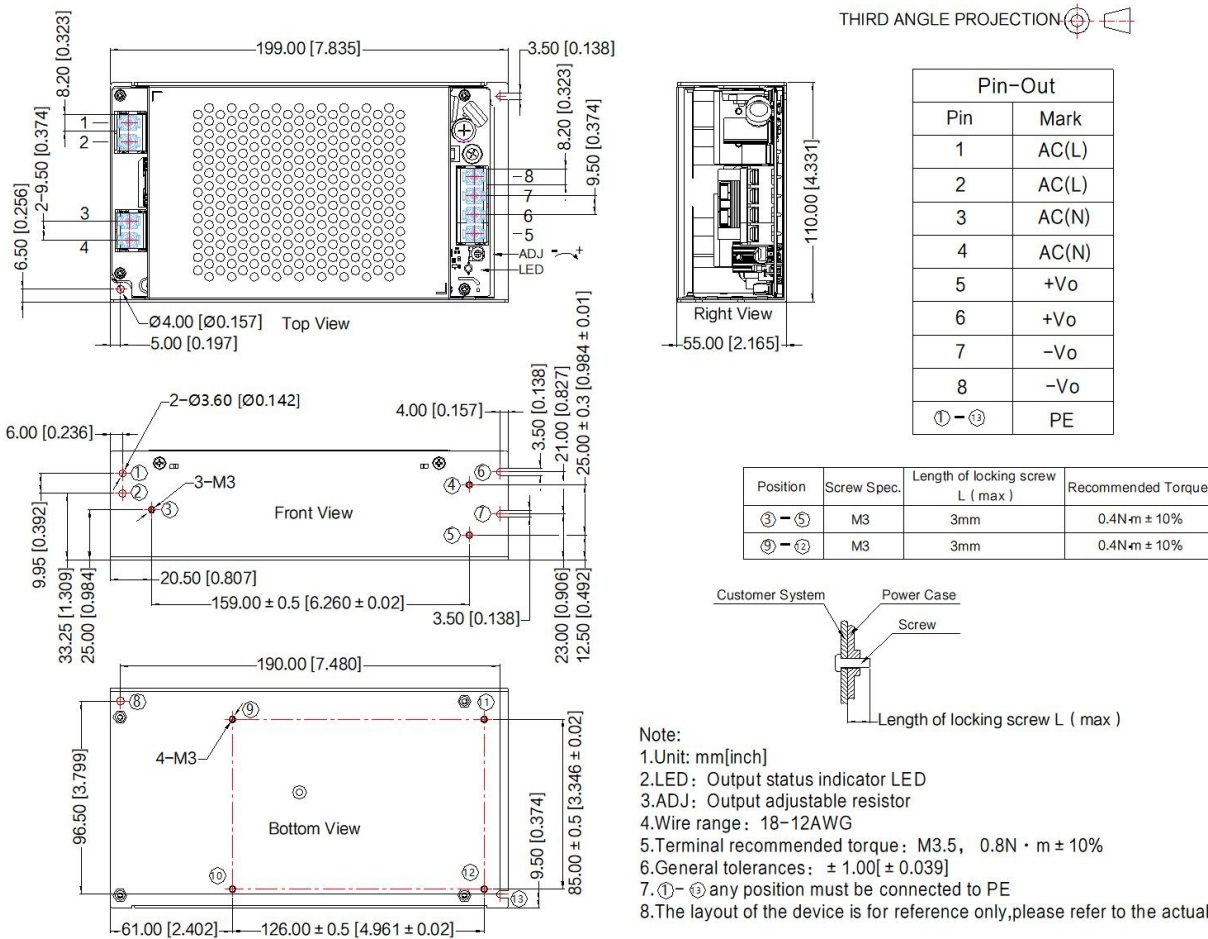 THIRD ANGLE PROJECTION
199.00 [7.835]
3.50 [0.138]
8.20 [0.323]
2-9.50 [0.374]
6.50 [0.256]
1
2
3
4
8.20 [0.323]
9.50 [0.374]
8
7
6
5
ADJ - +
LED
Ø4.00 [Ø0.157]
Top View
5.00 [0.197]
110.00 [4.331]
Right View
55.00 [2.165]
Pin-Out
Pin Mark
1 AC(L)
2 AC(L)
3 AC(N)
4 AC(N)
5 +Vo
6 +Vo
7 -Vo
8 -Vo
①-⑬ PE
2-Ø3.60 [Ø0.142]
6.00 [0.236]
4.00 [0.157]
3.50 [0.138]
21.00 [0.827]
25.00 ± 0.3 [0.984 ± 0.01]
①
②
3-M3
③
Front View
④
⑤
⑥
⑦
9.95 [0.392]
33.25 [1.309]
25.00 [0.984]
20.50 [0.807]
159.00 ± 0.5 [6.260 ± 0.02]
3.50 [0.138]
23.00 [0.906]
12.50 [0.492]
Position Screw Spec. Length of locking screw L ( max ) Recommended Torque
③-⑤ M3 3mm 0.4N·m ± 10%
⑨-⑫ M3 3mm 0.4N·m ± 10%
Customer System
Power Case
Screw
Length of locking screw L ( max )
190.00 [7.480]
⑧
⑨
⑪
4-M3
Bottom View
⑩
⑫
⑬
96.50 [3.799]
9.50 [0.374]
85.00 ± 0.5 [3.346 ± 0.02]
61.00 [2.402]
126.00 ± 0.5 [4.961 ± 0.02]
Note:
1.Unit: mm[inch]
2.LED：Output status indicator LED
3.ADJ：Output adjustable resistor
4.Wire range：18-12AWG
5.Terminal recommended torque：M3.5， 0.8N · m ± 10%
6.General tolerances：± 1.00[ ± 0.039]
7.①-⑬ any position must be connected to PE
8.The layout of the device is for reference only,please refer to the actual